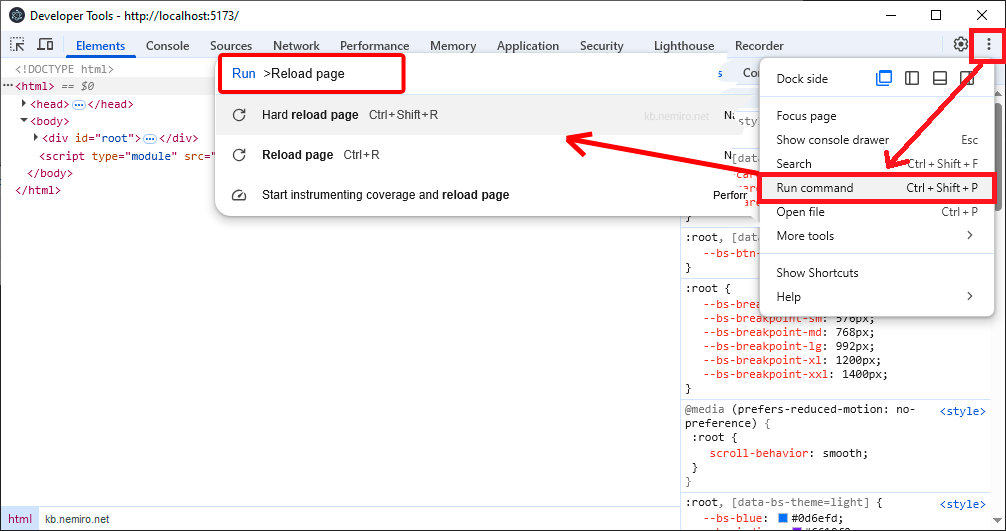 Developer Tools - http://localhost:5173/
Elements Console Sources Network Performance Memory Application Security Lighthouse Recorder
<!DOCTYPE html>
<html> == $0
<head> </head>
<body>
<div id="root"> </div>
<script type="module" src="
</body>
</html>
Run >Reload page
Hard reload page Ctrl+Shift+R
kb.nemiro.net
Reload page Ctrl+R
Start instrumenting coverage and reload page
Perforr
Dock side
Focus page
Show console drawer Esc
Search Ctrl + Shift + F
Run command Ctrl + Shift + P
Open file Ctrl + P
More tools
Show Shortcuts
Help
}
:root, [data-
--bs-btn-
}
:root {
--bs-breakpoint-sm: 576px;
--bs-breakpoint-md: 768px;
--bs-breakpoint-lg: 992px;
--bs-breakpoint-xl: 1200px;
--bs-breakpoint-xxl: 1400px;
}
@media (prefers-reduced-motion: no-preference) { <style>
:root {
scroll-behavior: smooth;
}
}
:root, [data-bs-theme=light] { <style>
--bs-blue: #0d6efd;
html kb.nemiro.net